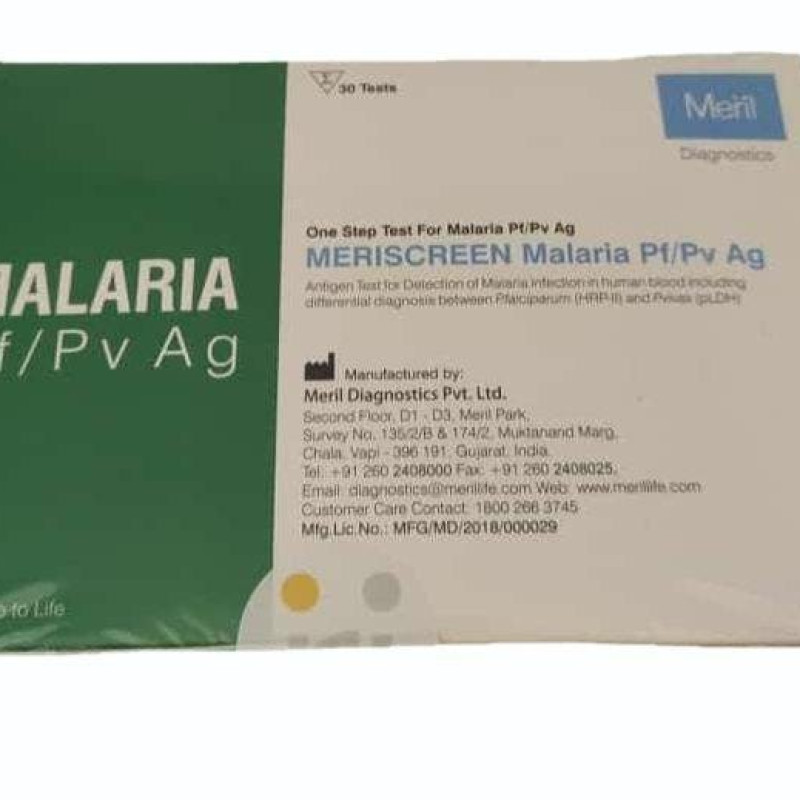 30 Tests
Meril
Diagnostics
MALARIA
f/Pv Ag
One Step Test For Malaria Pf/Pv Ag
MERISCREEN Malaria Pf/Pv Ag
Antigen Test for Detection of Malaria Infection in human blood including
differential diagnosis between P.falciparum (HRP-II) and P.vivax (pLDH)
Manufactured by:
Meril Diagnostics Pvt. Ltd.
Second Floor, D1 - D3, Meril Park,
Survey No. 135/2/B & 174/2, Muktanand Marg,
Chala, Vapi - 396 191, Gujarat, India.
Tel: +91 260 2408000 Fax: +91 260 2408025,
Email: diagnostics@merillife.com Web: www.merillife.com
Customer Care Contact: 1800 266 3745
Mfg.Lic.No.: MFG/MD/2018/000029
to Life